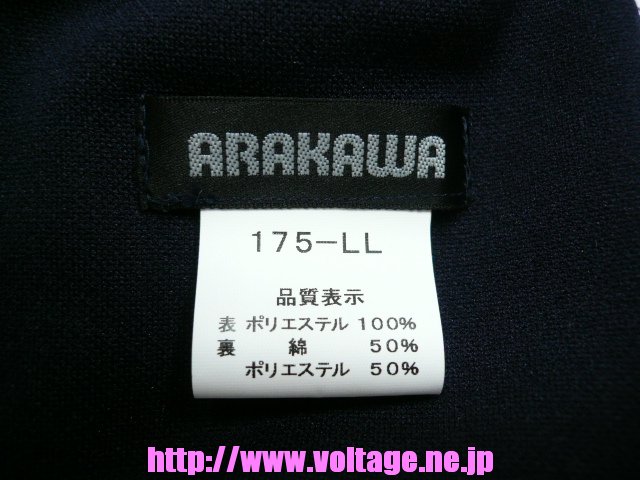 ARAKAWA
175-LL
品質表示
表 ポリエステル 100%
裏 綿 50%
ポリエステル 50%
http://www.voltage.ne.jp